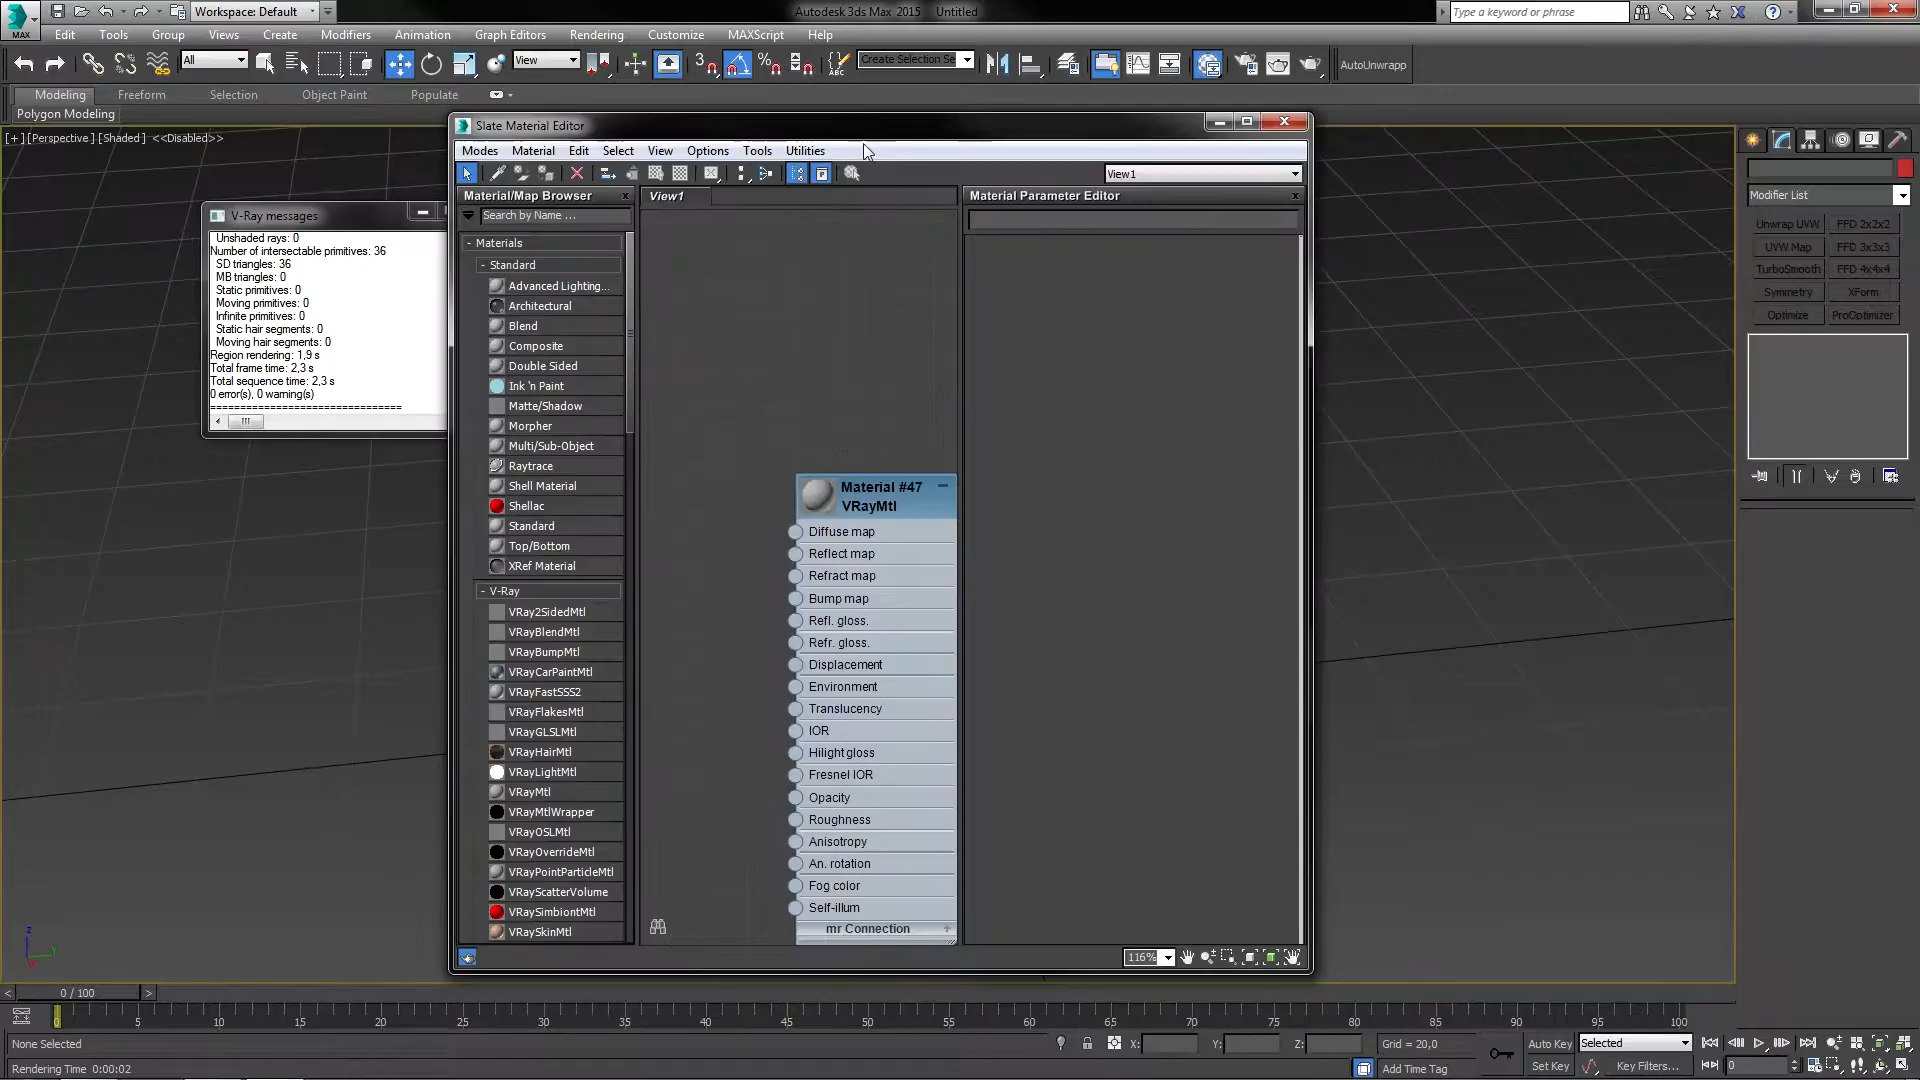 Workspace: Default
Autodesk 3ds Max 2015 Untitled
Type a keyword or phrase
MAX
Edit Tools Group Views Create Modifiers Animation Graph Editors Rendering Customize MAXScript Help
All View 3 ABC Create Selection Se AutoUnwrapp
Modeling Freeform Selection Object Paint Populate
Polygon Modeling
[+] [Perspective] [Shaded] <<Disabled>>
V-Ray messages
Unshaded rays: 0
Number of intersectable primitives: 36
SD triangles: 36
MB triangles: 0
Static primitives: 0
Moving primitives: 0
Infinite primitives: 0
Static hair segments: 0
Moving hair segments: 0
Region rendering: 1,9 s
Total frame time: 2,3 s
Total sequence time: 2,3 s
0 error(s), 0 warning(s)
================================
Slate Material Editor
Modes Material Edit Select View Options Tools Utilities
View1
Material/Map Browser
Search by Name ...
- Materials
- Standard
Advanced Lighting...
Architectural
Blend
Composite
Double Sided
Ink 'n Paint
Matte/Shadow
Morpher
Multi/Sub-Object
Raytrace
Shell Material
Shellac
Standard
Top/Bottom
XRef Material
- V-Ray
VRay2SidedMtl
VRayBlendMtl
VRayBumpMtl
VRayCarPaintMtl
VRayFastSSS2
VRayFlakesMtl
VRayGLSLMtl
VRayHairMtl
VRayLightMtl
VRayMtl
VRayMtlWrapper
VRayOSLMtl
VRayOverrideMtl
VRayPointParticleMtl
VRayScatterVolume
VRaySimbiontMtl
VRaySkinMtl
View1
Material #47
VRayMtl
Diffuse map
Reflect map
Refract map
Bump map
Refl. gloss.
Refr. gloss.
Displacement
Environment
Translucency
IOR
Hilight gloss
Fresnel IOR
Opacity
Roughness
Anisotropy
An. rotation
Fog color
Self-illum
mr Connection +
Material Parameter Editor
116%
Modifier List
Unwrap UVW FFD 2x2x2
UVW Map FFD 3x3x3
TurboSmooth FFD 4x4x4
Symmetry XForm
Optimize ProOptimizer
z
< 0 / 100 >
0 5 10 15 20 25 30 35 40 45 50 55 60 65 70 75 80 85 90 95 100
None Selected X: Y: Z: Grid = 20,0 Auto Key Selected
Rendering Time 0:00:02 Add Time Tag Set Key Key Filters... 0